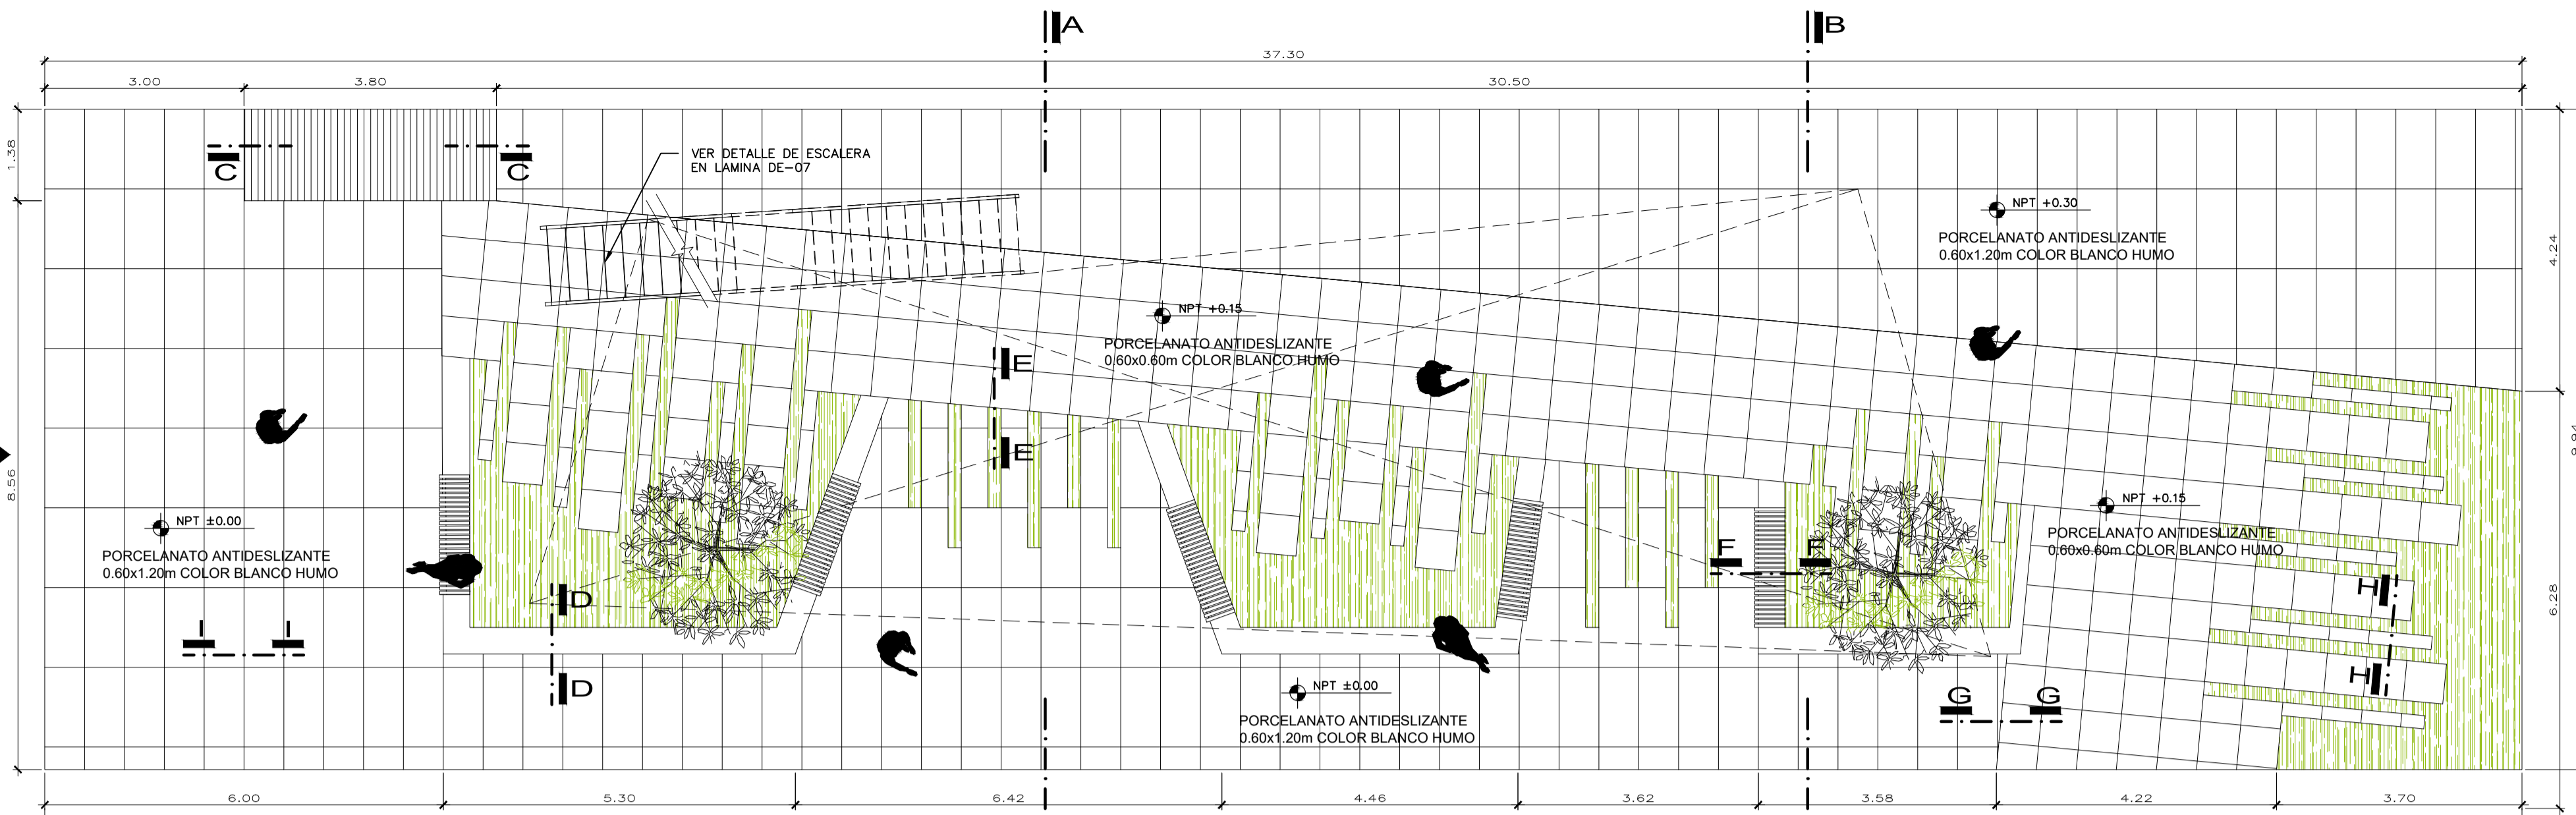 A
B
37.30
3.00
3.80
30.50
1.38
C
C
VER DETALLE DE ESCALERA
EN LAMINA DE-07
NPT +0.30
PORCELANATO ANTIDESLIZANTE
0.60x1.20m COLOR BLANCO HUMO
4.24
NPT +0.15
PORCELANATO ANTIDESLIZANTE
0.60x0.60m COLOR BLANCO HUMO
E
E
8.56
9.94
NPT ±0.00
PORCELANATO ANTIDESLIZANTE
0.60x1.20m COLOR BLANCO HUMO
NPT +0.15
PORCELANATO ANTIDESLIZANTE
0.60x0.60m COLOR BLANCO HUMO
F
F
D
D
H
H
6.28
I
I
G
G
NPT ±0.00
PORCELANATO ANTIDESLIZANTE
0.60x1.20m COLOR BLANCO HUMO
6.00
5.30
6.42
4.46
3.62
3.58
4.22
3.70